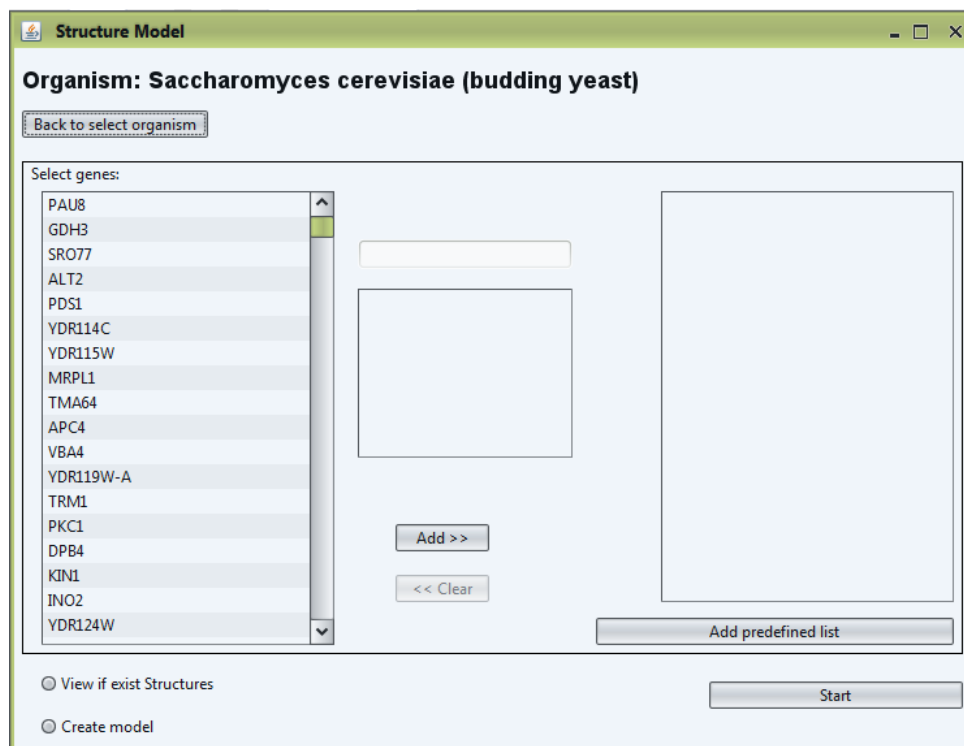 Structure Model
Organism: Saccharomyces cerevisiae (budding yeast)
Back to select organism
Select genes:
PAU8
GDH3
SRO77
ALT2
PDS1
YDR114C
YDR115W
MRPL1
TMA64
APC4
VBA4
YDR119W-A
TRM1
PKC1
DPB4
KIN1
INO2
YDR124W
Add >>
<< Clear
Add predefined list
View if exist Structures
Create model
Start